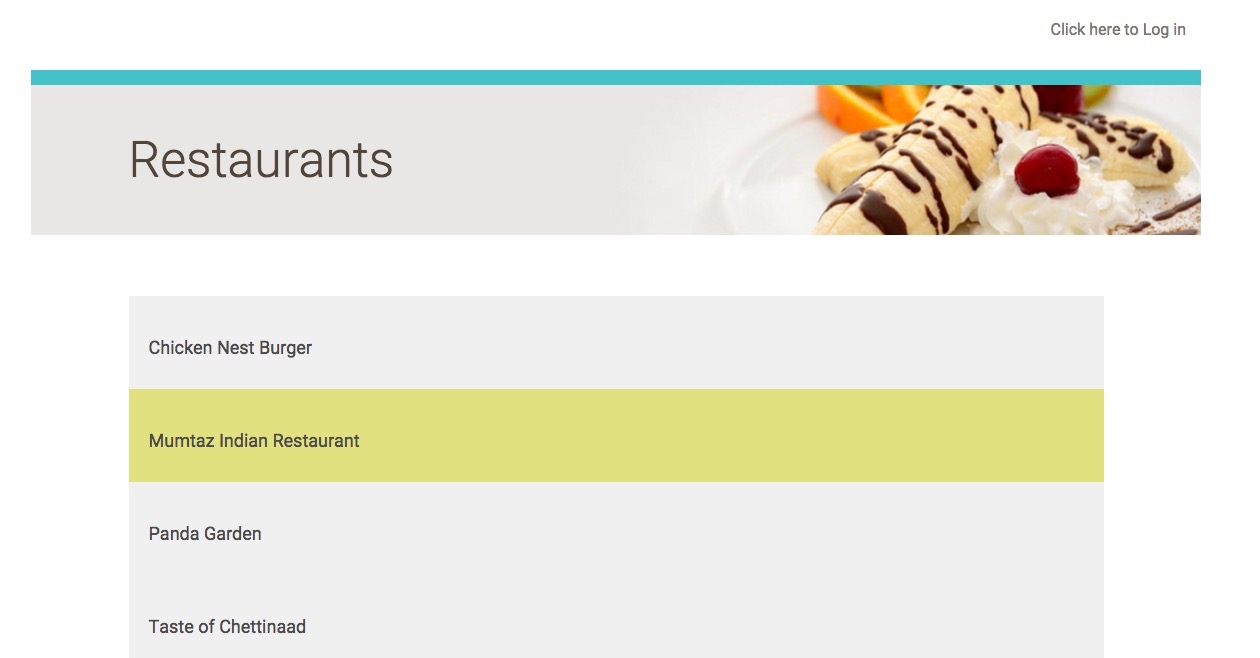 Click here to Log in
Restaurants
Chicken Nest Burger
Mumtaz Indian Restaurant
Panda Garden
Taste of Chettinaad